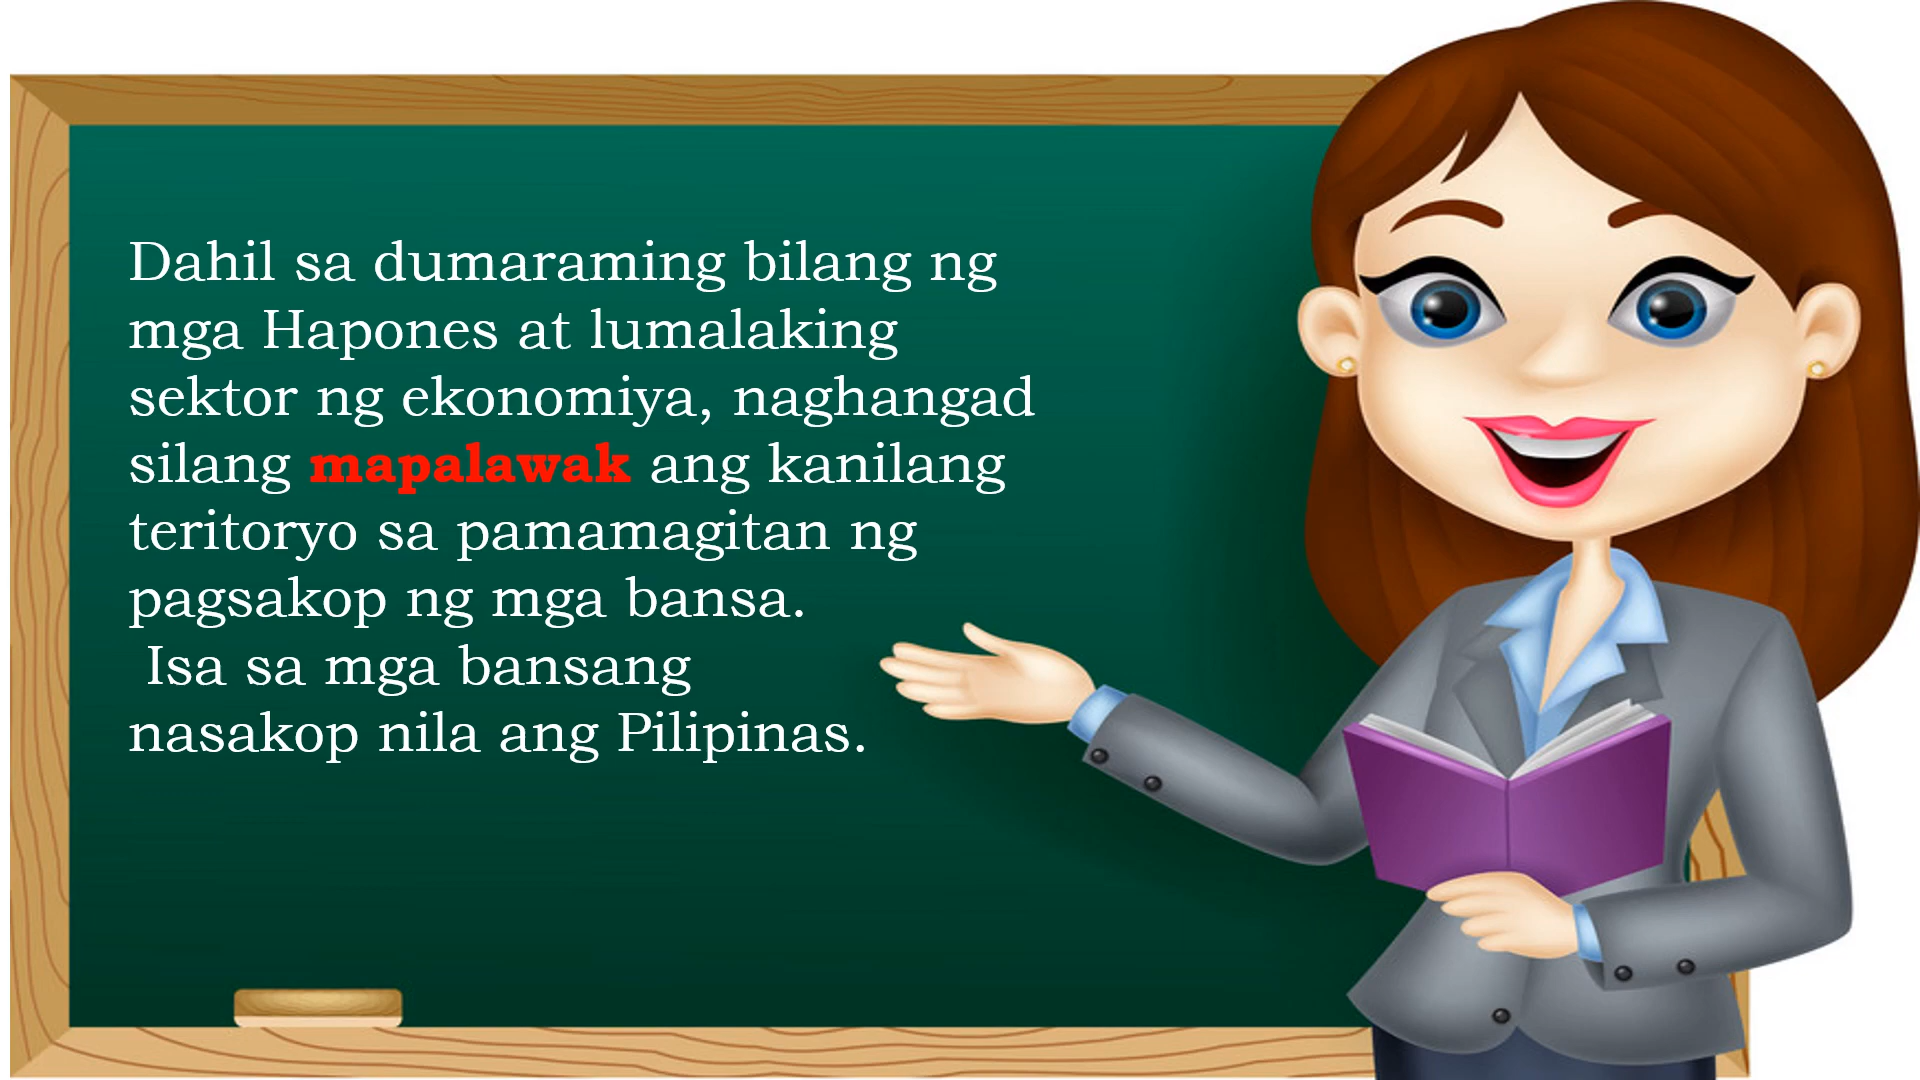 Dahil sa dumaraming bilang ng
mga Hapones at lumalaking
sektor ng ekonomiya, naghangad
silang mapalawak ang kanilang
teritoryo sa pamamagitan ng
pagsakop ng mga bansa.
Isa sa mga bansang
nasakop nila ang Pilipinas.